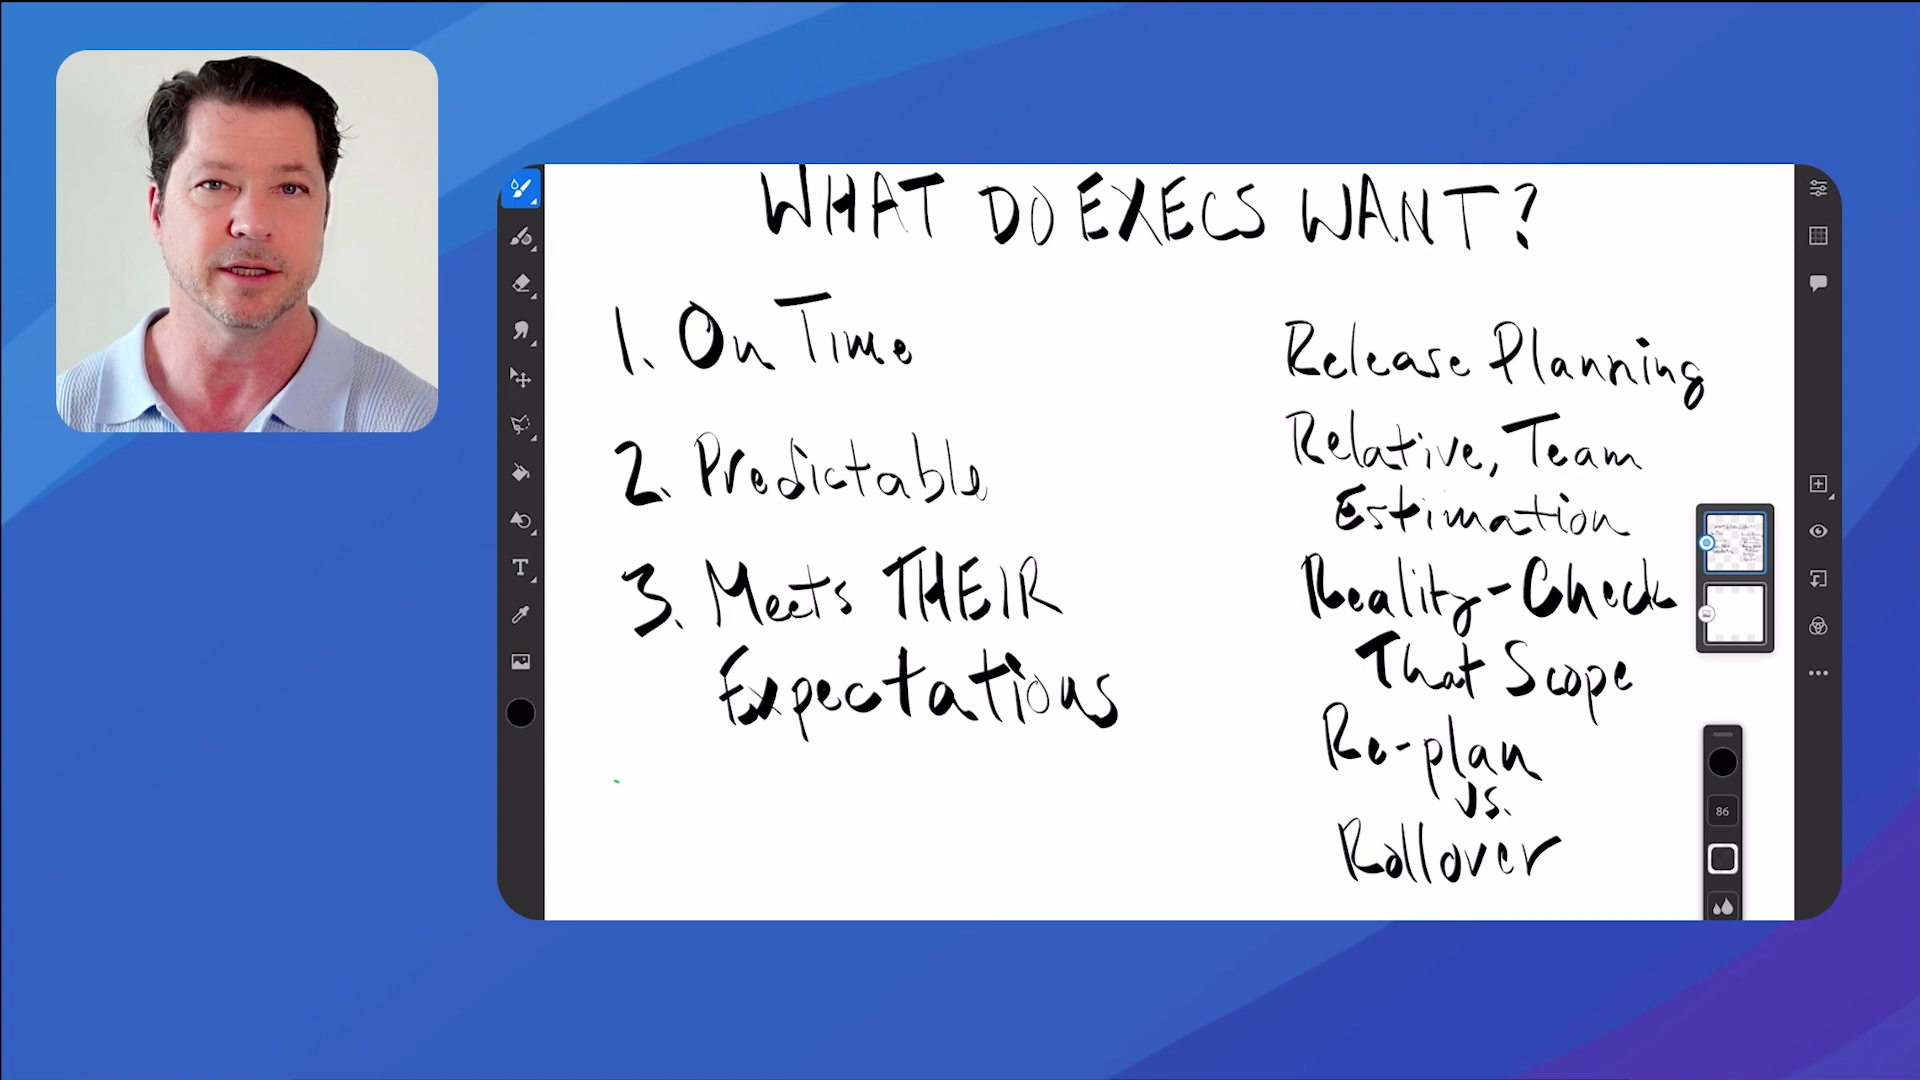 WHAT DO EXECS WANT?
1. On Time
2. Predictable
3. Meets THEIR
Expectations
Release Planning
Relative, Team
Estimation
Reality-Check
That Scope
Re-plan
vs.
Rollover
T
86